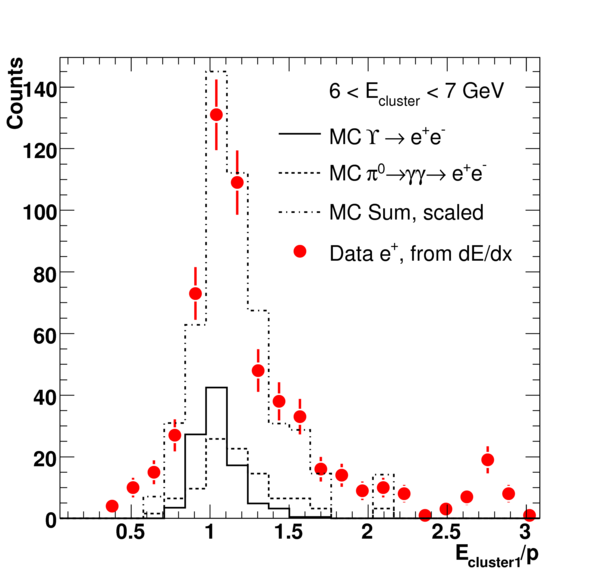 Counts
140
120
100
80
60
40
20
0
6 < E_cluster < 7 GeV
MC ϒ → e⁺e⁻
MC π⁰→γγ→ e⁺e⁻
MC Sum, scaled
Data e⁺, from dE/dx
0.5 1 1.5 2 2.5 3
E_cluster1/p